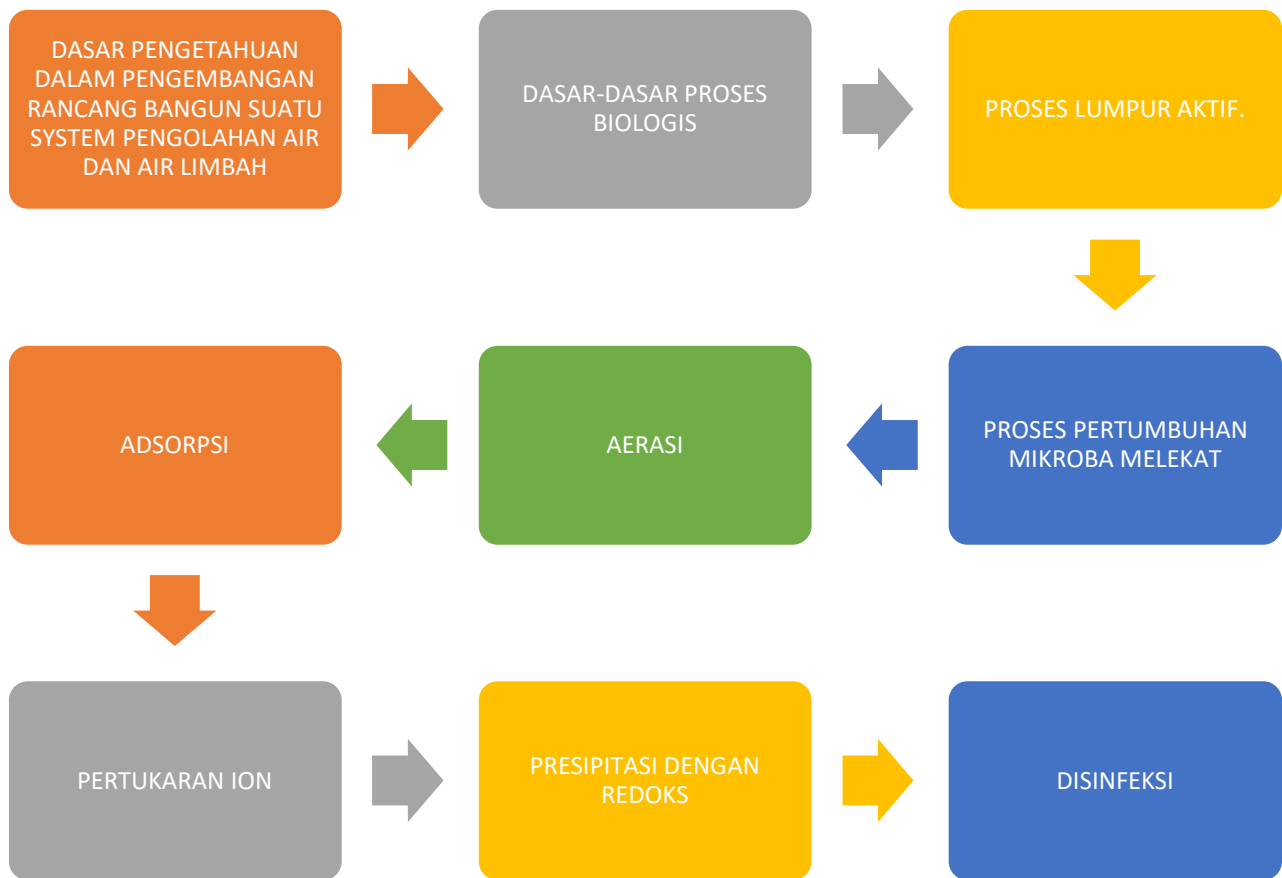 DASAR PENGETAHUAN
DALAM PENGEMBANGAN
RANCANG BANGUN SUATU
SYSTEM PENGOLAHAN AIR
DAN AIR LIMBAH
DASAR-DASAR PROSES
BIOLOGIS
PROSES LUMPUR AKTIF.
PROSES PERTUMBUHAN
MIKROBA MELEKAT
AERASI
ADSORPSI
PERTUKARAN ION
PRESIPITASI DENGAN
REDOKS
DISINFEKSI